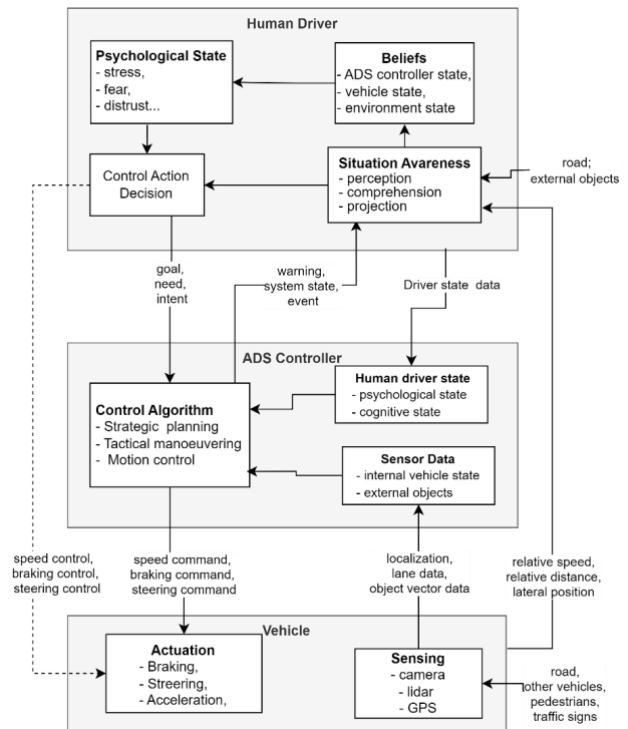 Human Driver
Psychological State
- stress,
- fear,
- distrust...
Beliefs
- ADS controller state,
- vehicle state,
- environment state
Control Action
Decision
Situation Avareness
- perception
- comprehension
- projection
road;
external objects
goal,
need,
intent
warning,
system state,
event
Driver state data
ADS Controller
Control Algorithm
- Strategic planning
- Tactical manoeuvering
- Motion control
Human driver state
- psychological state
- cognitive state
Sensor Data
- internal vehicle state
- external objects
speed control,
braking control,
steering control
speed command,
braking command,
steering command
localization,
lane data,
object vector data
relative speed,
relative distance,
lateral position
Vehicle
Actuation
- Braking,
- Streering,
- Acceleration,
Sensing
- camera
- lidar
- GPS
road,
other vehicles,
pedestrians,
traffic signs